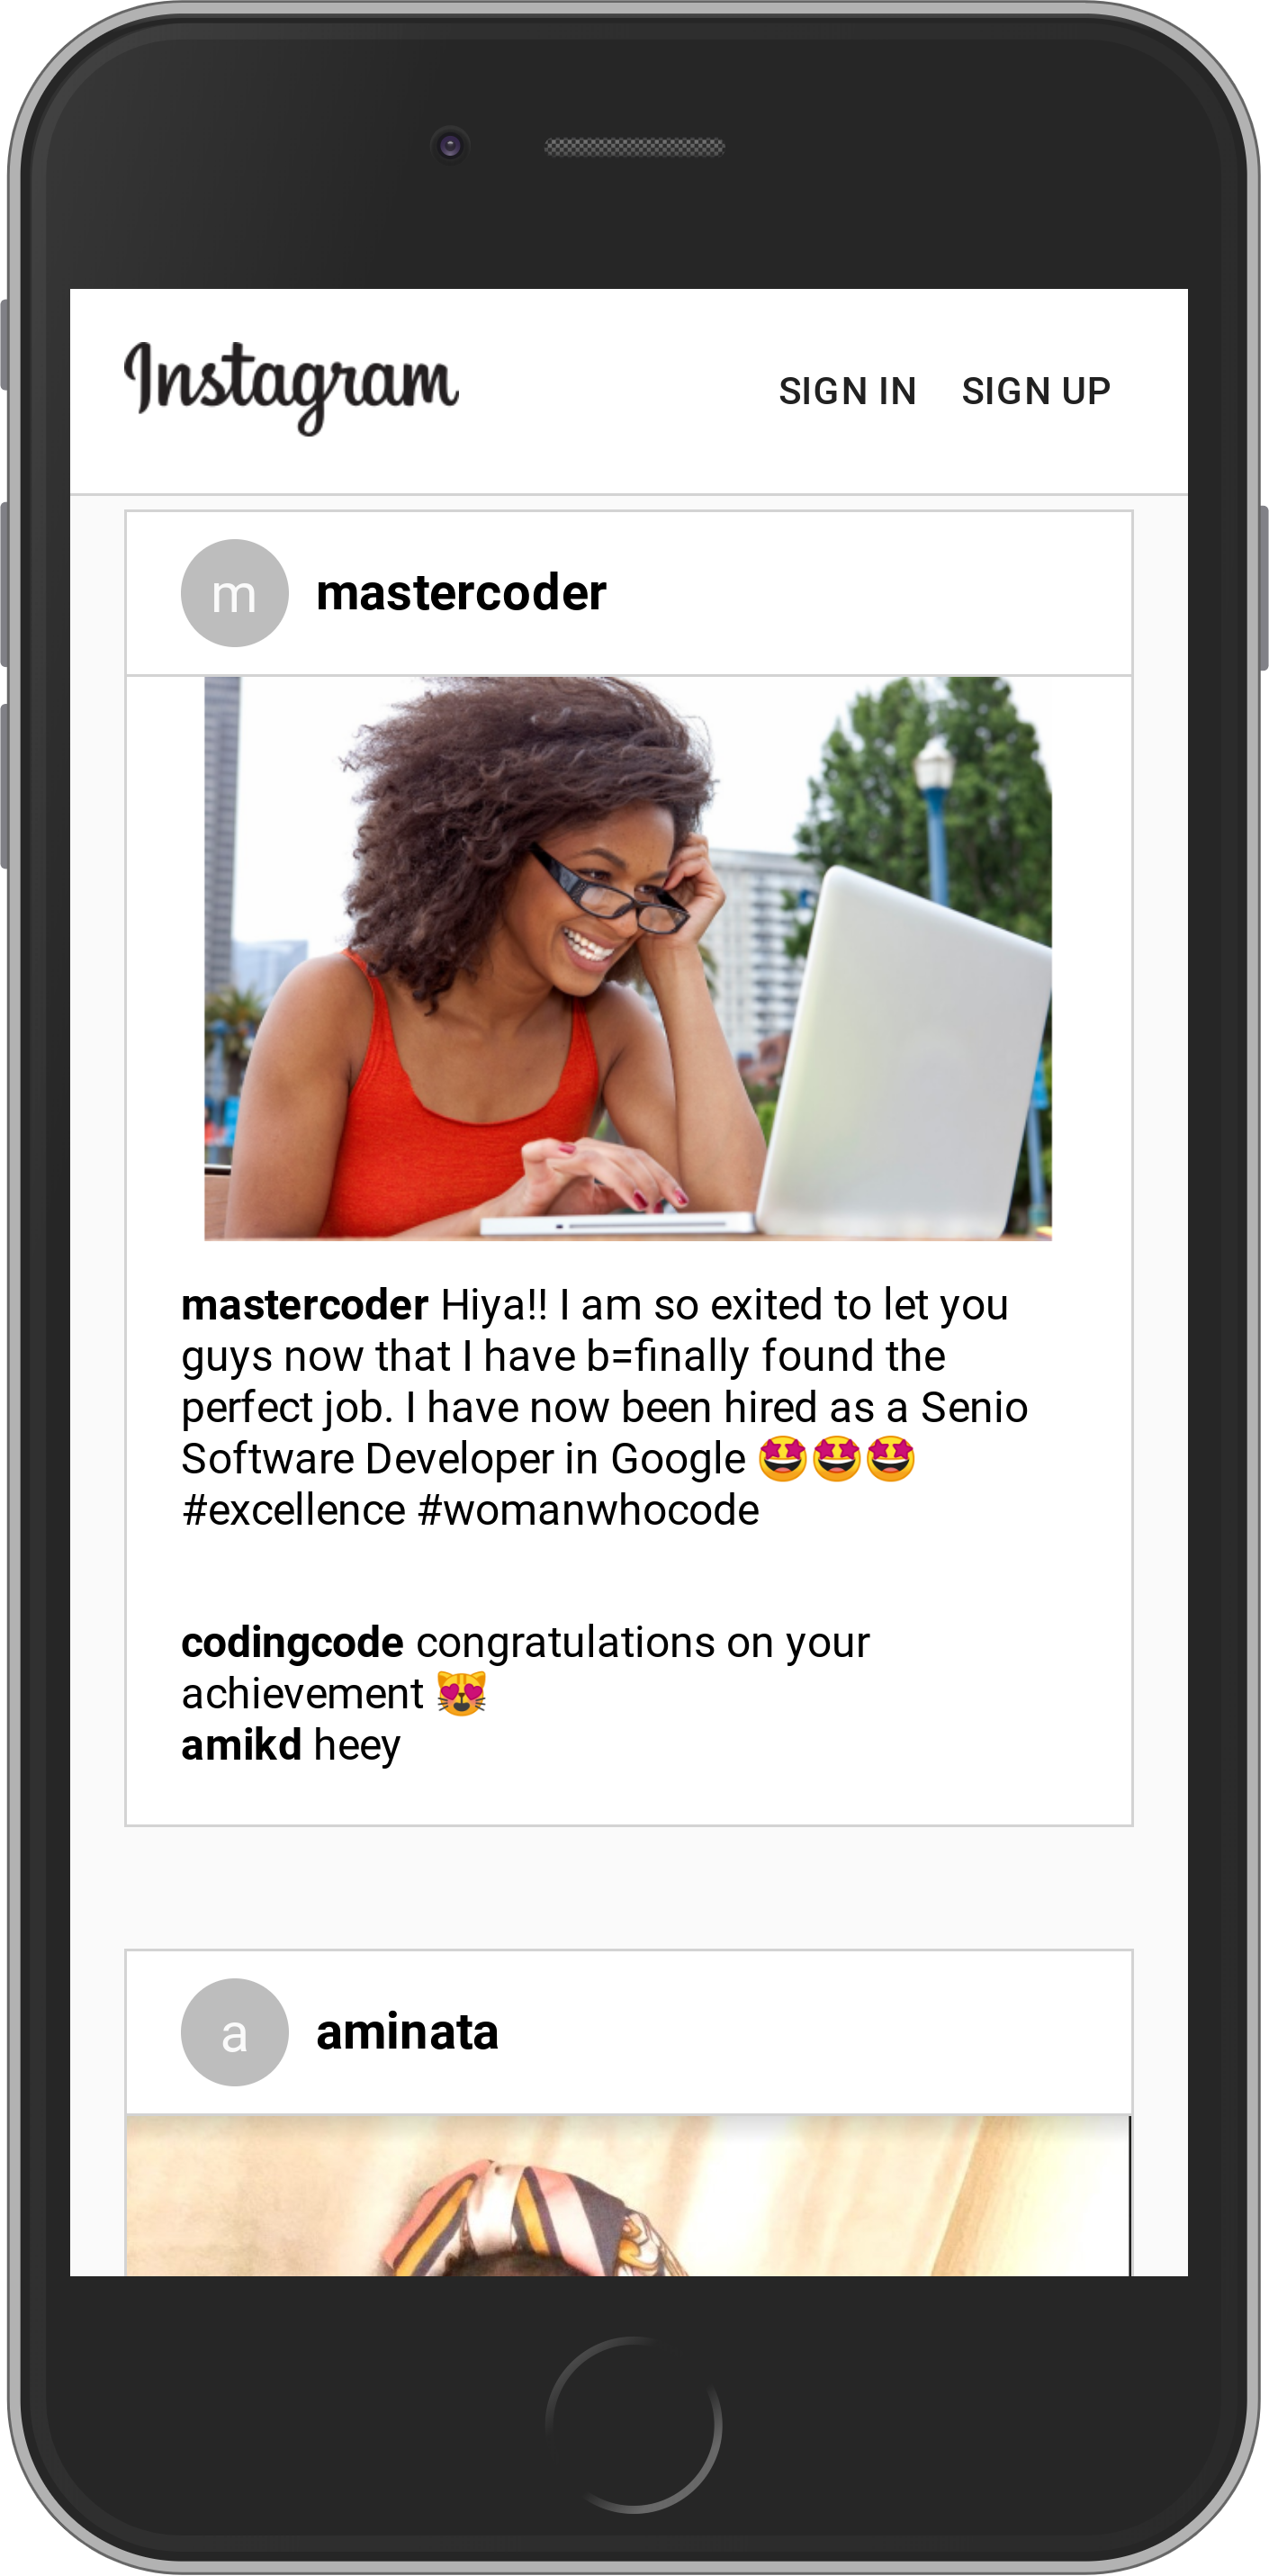 Instagram
SIGN IN SIGN UP
m mastercoder
mastercoder Hiya!! I am so exited to let you
guys now that I have b=finally found the
perfect job. I have now been hired as a Senio
Software Developer in Google 🤩🤩🤩
#excellence #womanwhocode
codingcode congratulations on your
achievement 😻
amikd heey
a aminata